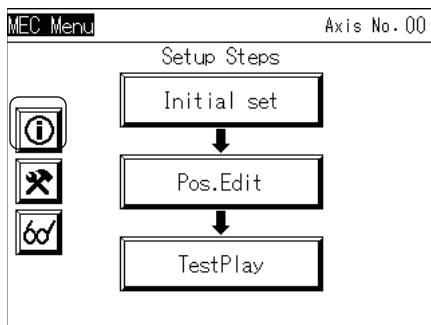 MEC Menu Axis No.00
Setup Steps
Initial set
Pos.Edit
TestPlay